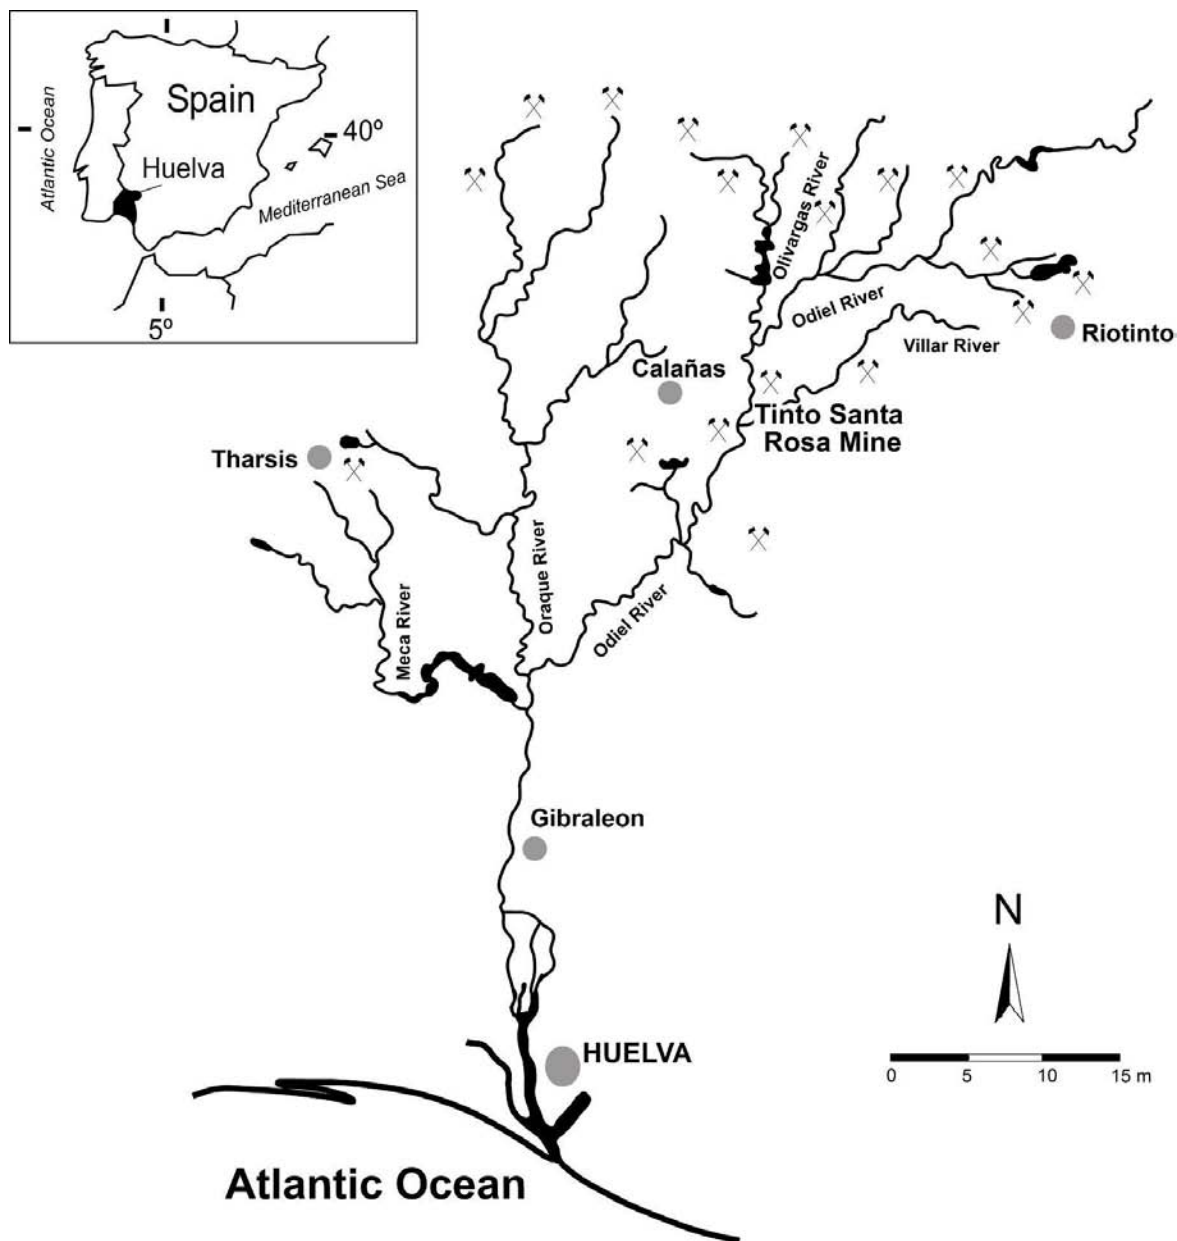 Spain
Atlantic Ocean
40º
Huelva
Mediterranean Sea
5º
Olivargas River
Odiel River
Villar River
Riotinto
Calañas
Tinto Santa
Rosa Mine
Tharsis
Oraque River
Odiel River
Meca River
Gibraleon
N
HUELVA
0 5 10 15 m
Atlantic Ocean